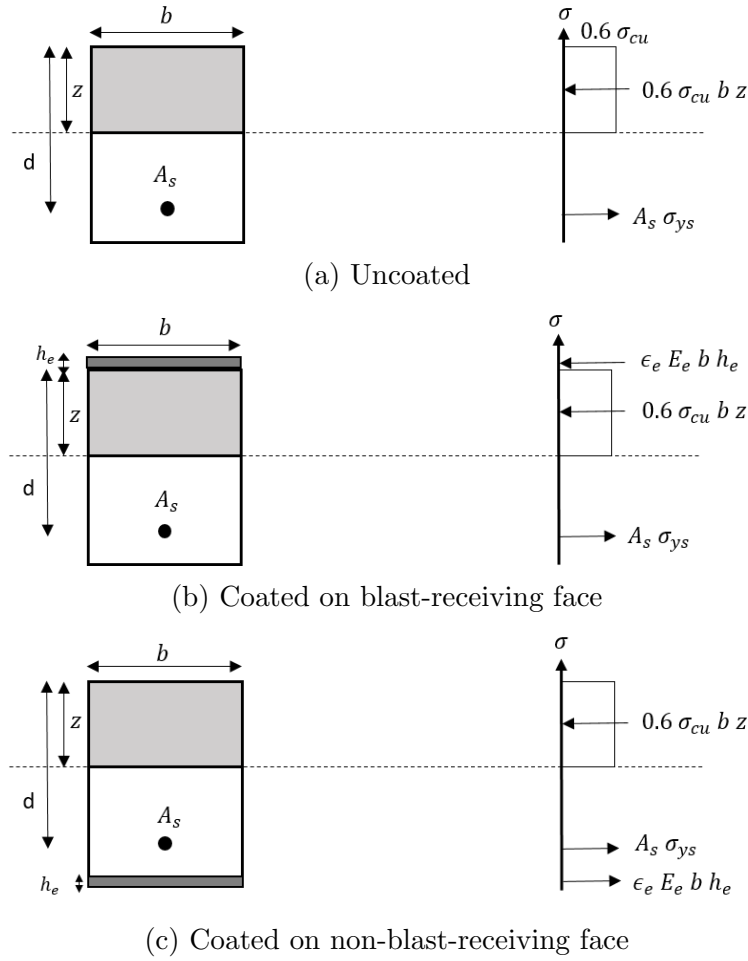 b
σ
0.6 σ_cu
z
0.6 σ_cu b z
d
A_s
A_s σ_ys
(a) Uncoated
b
σ
h_e
ϵ_e E_e b h_e
z
0.6 σ_cu b z
d
A_s
A_s σ_ys
(b) Coated on blast-receiving face
b
σ
z
0.6 σ_cu b z
d
A_s
A_s σ_ys
h_e
ϵ_e E_e b h_e
(c) Coated on non-blast-receiving face